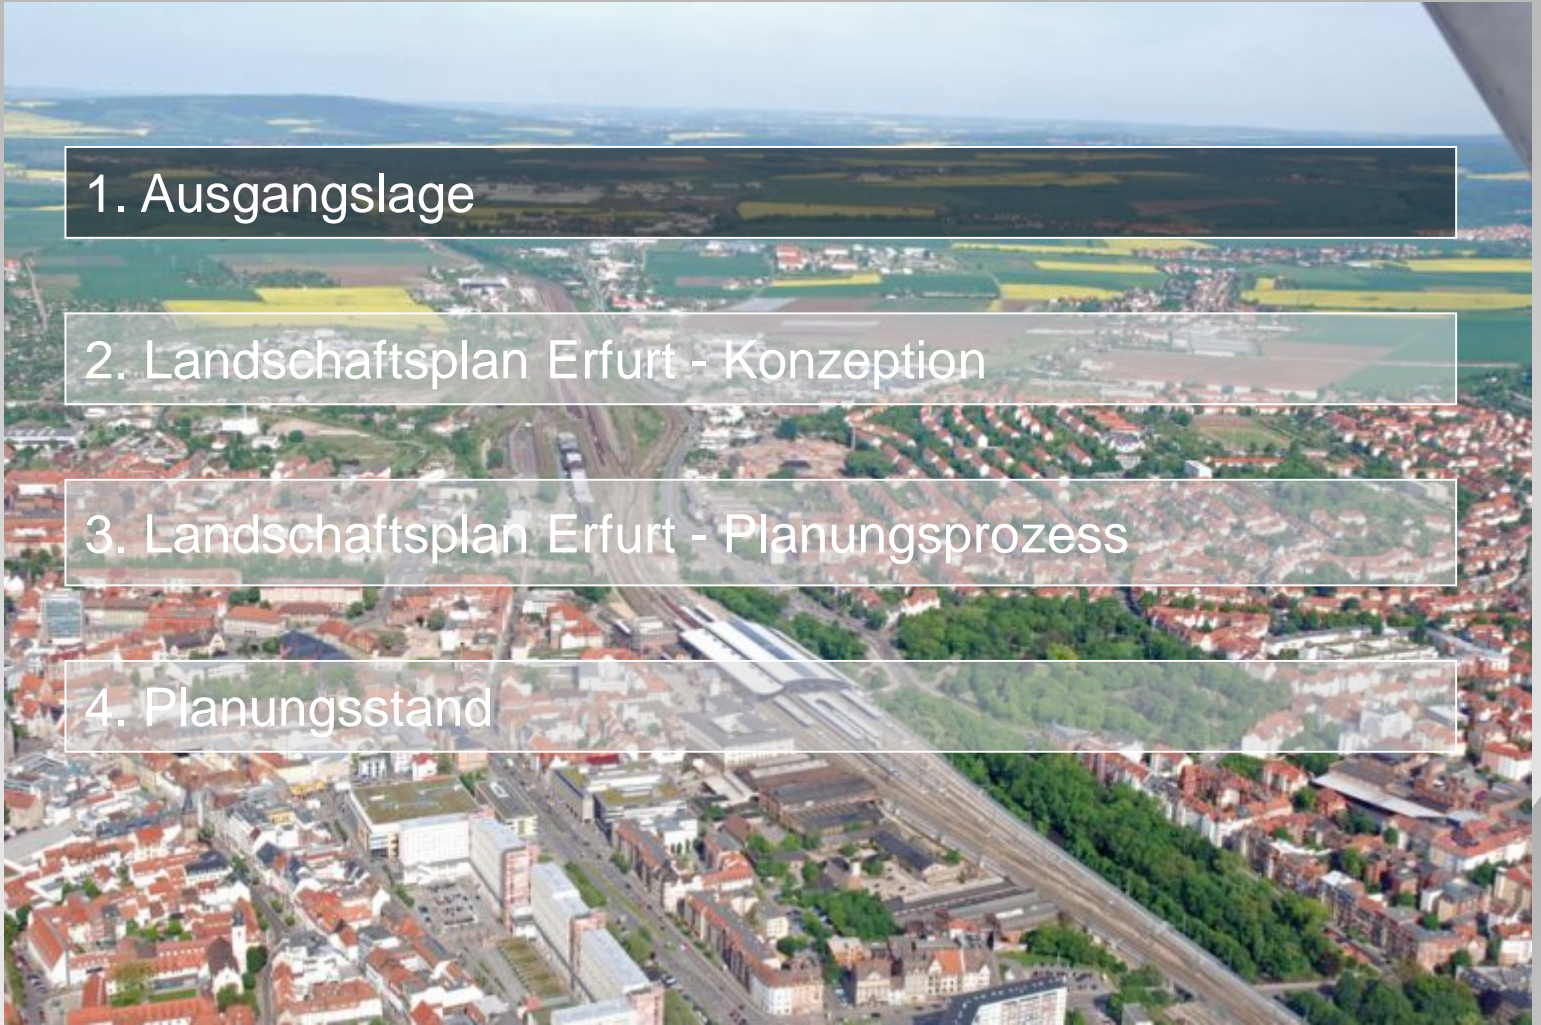 1. Ausgangslage
2. Landschaftsplan Erfurt - Konzeption
3. Landschaftsplan Erfurt - Planungsprozess
4. Planungsstand